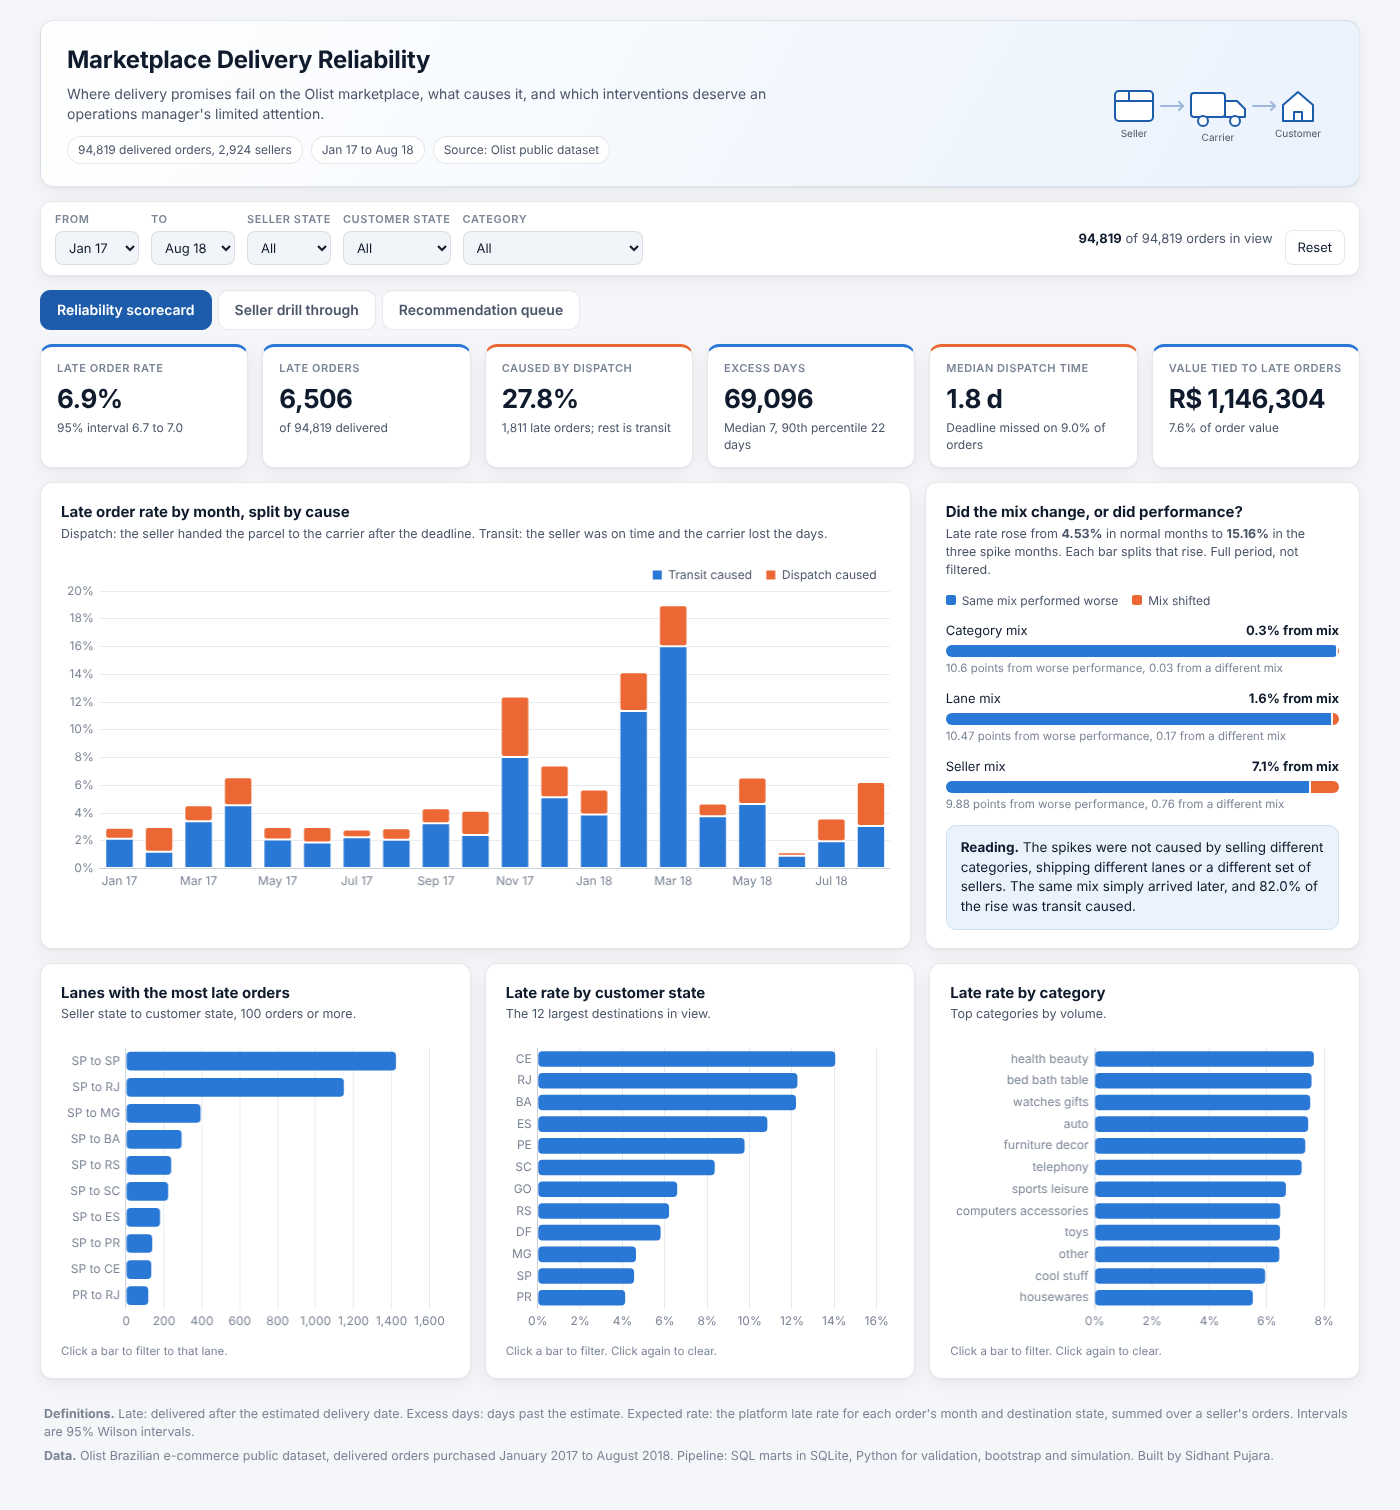 Marketplace Delivery Reliability
Where delivery promises fail on the Olist marketplace, what causes it, and which interventions deserve an
operations manager's limited attention.
94,819 delivered orders, 2,924 sellers
Jan 17 to Aug 18
Source: Olist public dataset
Seller
Carrier
Customer
FROM
TO
SELLER STATE
CUSTOMER STATE
CATEGORY
Jan 17
Aug 18
All
All
All
94,819 of 94,819 orders in view
Reset
Reliability scorecard
Seller drill through
Recommendation queue
LATE ORDER RATE
6.9%
95% interval 6.7 to 7.0
LATE ORDERS
6,506
of 94,819 delivered
CAUSED BY DISPATCH
27.8%
1,811 late orders; rest is transit
EXCESS DAYS
69,096
Median 7, 90th percentile 22
days
MEDIAN DISPATCH TIME
1.8 d
Deadline missed on 9.0% of
orders
VALUE TIED TO LATE ORDERS
R$ 1,146,304
7.6% of order value
Late order rate by month, split by cause
Dispatch: the seller handed the parcel to the carrier after the deadline. Transit: the seller was on time and the carrier lost the days.
Transit caused
Dispatch caused
20%
18%
16%
14%
12%
10%
8%
6%
4%
2%
0%
Jan 17
Mar 17
May 17
Jul 17
Sep 17
Nov 17
Jan 18
Mar 18
May 18
Jul 18
Did the mix change, or did performance?
Late rate rose from 4.53% in normal months to 15.16% in the
three spike months. Each bar splits that rise. Full period, not
filtered.
Same mix performed worse
Mix shifted
Category mix
0.3% from mix
10.6 points from worse performance, 0.03 from a different mix
Lane mix
1.6% from mix
10.47 points from worse performance, 0.17 from a different mix
Seller mix
7.1% from mix
9.88 points from worse performance, 0.76 from a different mix
Reading. The spikes were not caused by selling different
categories, shipping different lanes or a different set of
sellers. The same mix simply arrived later, and 82.0% of
the rise was transit caused.
Lanes with the most late orders
Seller state to customer state, 100 orders or more.
SP to SP
SP to RJ
SP to MG
SP to BA
SP to RS
SP to SC
SP to ES
SP to PR
SP to CE
PR to RJ
0
200
400
600
800
1,000
1,200
1,400
1,600
Click a bar to filter to that lane.
Late rate by customer state
The 12 largest destinations in view.
CE
RJ
BA
ES
PE
SC
GO
RS
DF
MG
SP
PR
0%
2%
4%
6%
8%
10%
12%
14%
16%
Click a bar to filter. Click again to clear.
Late rate by category
Top categories by volume.
health beauty
bed bath table
watches gifts
auto
furniture decor
telephony
sports leisure
computers accessories
toys
other
cool stuff
housewares
0%
2%
4%
6%
8%
Click a bar to filter. Click again to clear.
Definitions. Late: delivered after the estimated delivery date. Excess days: days past the estimate. Expected rate: the platform late rate for each order's month and destination state, summed over a seller's orders. Intervals
are 95% Wilson intervals.
Data. Olist Brazilian e-commerce public dataset, delivered orders purchased January 2017 to August 2018. Pipeline: SQL marts in SQLite, Python for validation, bootstrap and simulation. Built by Sidhant Pujara.